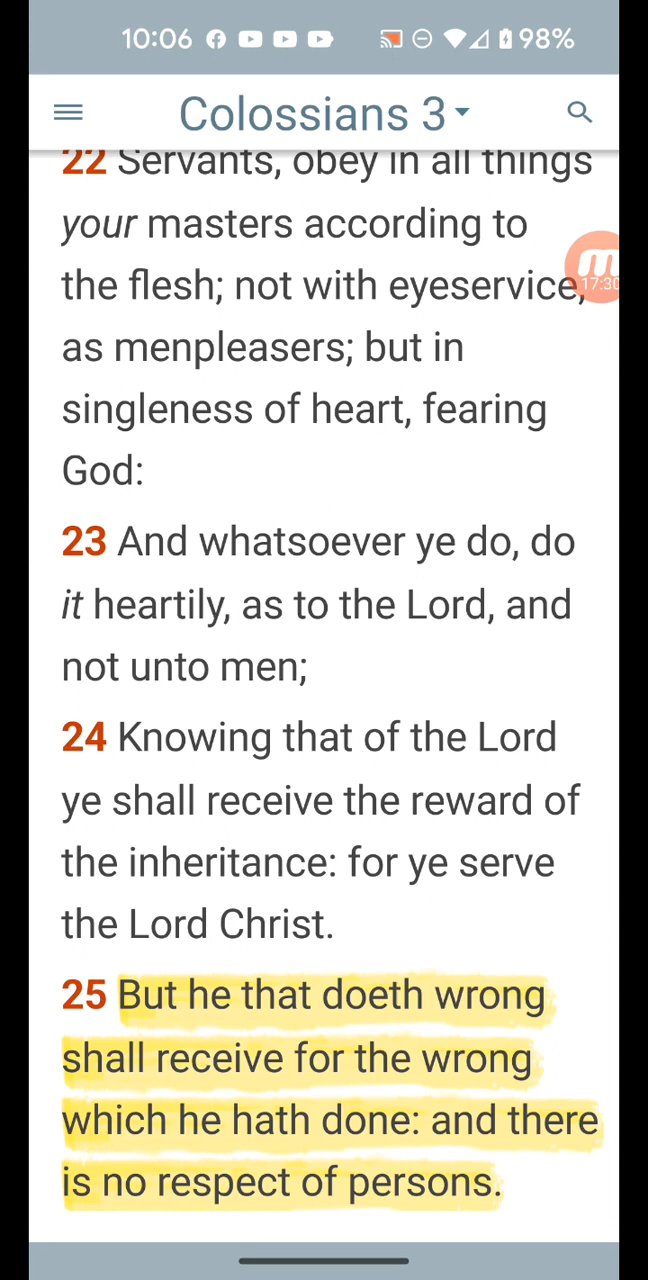 10:06 98%
Colossians 3
22 Servants, obey in all things
your masters according to
the flesh; not with eyeservice,
17:30
as menpleasers; but in
singleness of heart, fearing
God:
23 And whatsoever ye do, do
it heartily, as to the Lord, and
not unto men;
24 Knowing that of the Lord
ye shall receive the reward of
the inheritance: for ye serve
the Lord Christ.
25 But he that doeth wrong
shall receive for the wrong
which he hath done: and there
is no respect of persons.